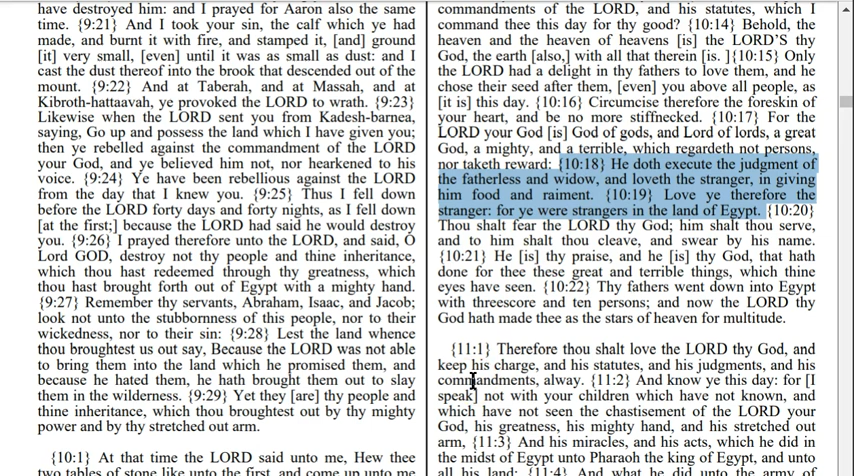 have destroyed him: and I prayed for Aaron also the same
time. {9:21} And I took your sin, the calf which ye had
made, and burnt it with fire, and stamped it, [and] ground
[it] very small, [even] until it was as small as dust: and I
cast the dust thereof into the brook that descended out of the
mount. {9:22} And at Taberah, and at Massah, and at
Kibroth-hattaavah, ye provoked the LORD to wrath. {9:23}
Likewise when the LORD sent you from Kadesh-barnea,
saying, Go up and possess the land which I have given you;
then ye rebelled against the commandment of the LORD
your God, and ye believed him not, nor hearkened to his
voice. {9:24} Ye have been rebellious against the LORD
from the day that I knew you. {9:25} Thus I fell down
before the LORD forty days and forty nights, as I fell down
[at the first;] because the LORD had said he would destroy
you. {9:26} I prayed therefore unto the LORD, and said, O
Lord GOD, destroy not thy people and thine inheritance,
which thou hast redeemed through thy greatness, which
thou hast brought forth out of Egypt with a mighty hand.
{9:27} Remember thy servants, Abraham, Isaac, and Jacob;
look not unto the stubbornness of this people, nor to their
wickedness, nor to their sin: {9:28} Lest the land whence
thou broughtest us out say, Because the LORD was not able
to bring them into the land which he promised them, and
because he hated them, he hath brought them out to slay
them in the wilderness. {9:29} Yet they [are] thy people and
thine inheritance, which thou broughtest out by thy mighty
power and by thy stretched out arm.
{10:1} At that time the LORD said unto me, Hew thee
two tables of stone like unto the first, and come up unto me
commandments of the LORD, and his statutes, which I
command thee this day for thy good? {10:14} Behold, the
heaven and the heaven of heavens [is] the LORD'S thy
God, the earth [also,] with all that therein [is. ]{10:15} Only
the LORD had a delight in thy fathers to love them, and he
chose their seed after them, [even] you above all people, as
[it is] this day. {10:16} Circumcise therefore the foreskin of
your heart, and be no more stiffnecked. {10:17} For the
LORD your God [is] God of gods, and Lord of lords, a great
God, a mighty, and a terrible, which regardeth not persons,
nor taketh reward: {10:18} He doth execute the judgment of
the fatherless and widow, and loveth the stranger, in giving
him food and raiment. {10:19} Love ye therefore the
stranger: for ye were strangers in the land of Egypt. {10:20}
Thou shalt fear the LORD thy God; him shalt thou serve,
and to him shalt thou cleave, and swear by his name.
{10:21} He [is] thy praise, and he [is] thy God, that hath
done for thee these great and terrible things, which thine
eyes have seen. {10:22} Thy fathers went down into Egypt
with threescore and ten persons; and now the LORD thy
God hath made thee as the stars of heaven for multitude.
{11:1} Therefore thou shalt love the LORD thy God, and
keep his charge, and his statutes, and his judgments, and his
commandments, alway. {11:2} And know ye this day: for [I
speak] not with your children which have not known, and
which have not seen the chastisement of the LORD your
God, his greatness, his mighty hand, and his stretched out
arm, {11:3} And his miracles, and his acts, which he did in
the midst of Egypt unto Pharaoh the king of Egypt, and unto
all his land; {11:4} And what he did unto the army of